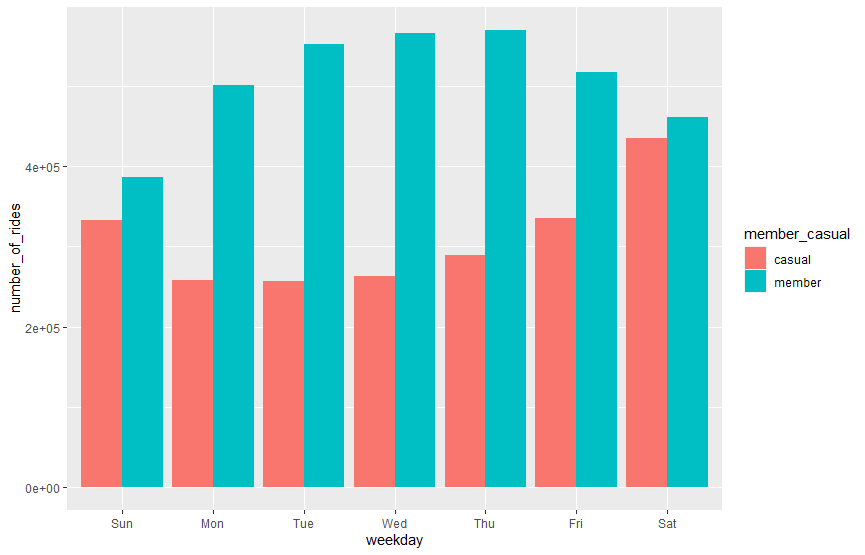 number_of_rides
4e+05
2e+05
0e+00
Sun Mon Tue Wed Thu Fri Sat
weekday
member_casual
casual
member